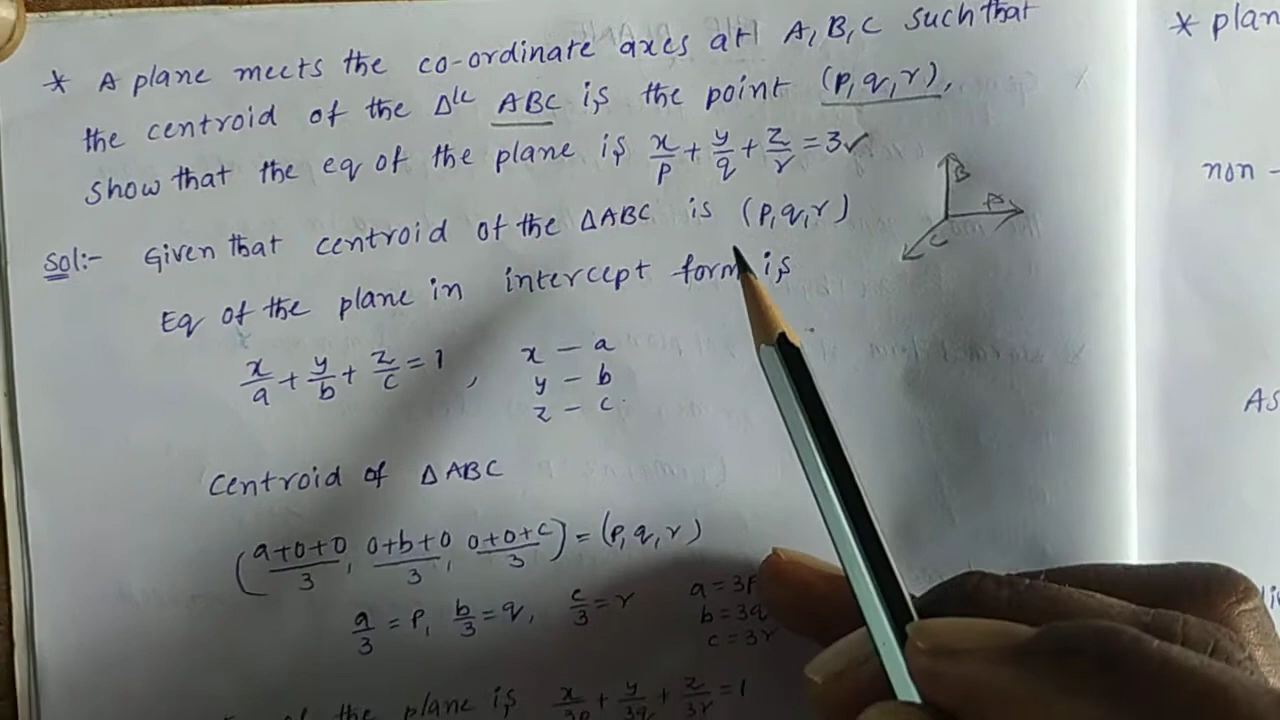 * A plane meets the co-ordinate axes at A, B, C such that
the centroid of the Δle ABC is the point (p, q, r),
show that the eq of the plane is x/p + y/q + z/r = 3
Sol:- Given that centroid of the ΔABC is (p, q, r)
Eq of the plane in intercept form is
x/a + y/b + z/c = 1, x - a
y - b
z - c.
centroid of ΔABC
(a+0+0/3, 0+b+0/3, 0+0+c/3) = (p, q, r)
a/3 = p, b/3 = q, c/3 = r
a = 3p
b = 3q
c = 3r
the plane is x/3p + y/3q + z/3r = 1
B
A
C
* plan
non -
As